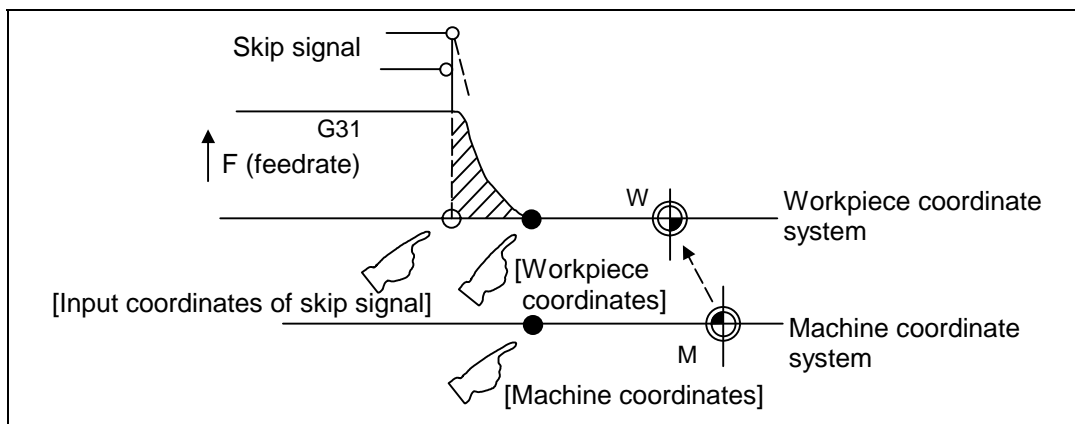 Skip signal
G31
F (feedrate)
W
Workpiece coordinate
system
[Workpiece
coordinates]
[Input coordinates of skip signal]
Machine coordinate
system
M
[Machine coordinates]